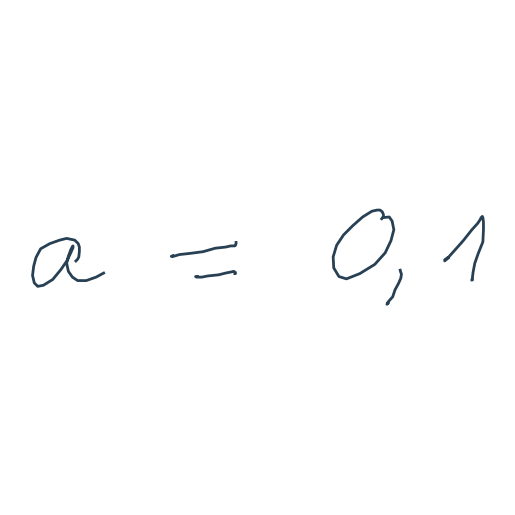 a = 0,1